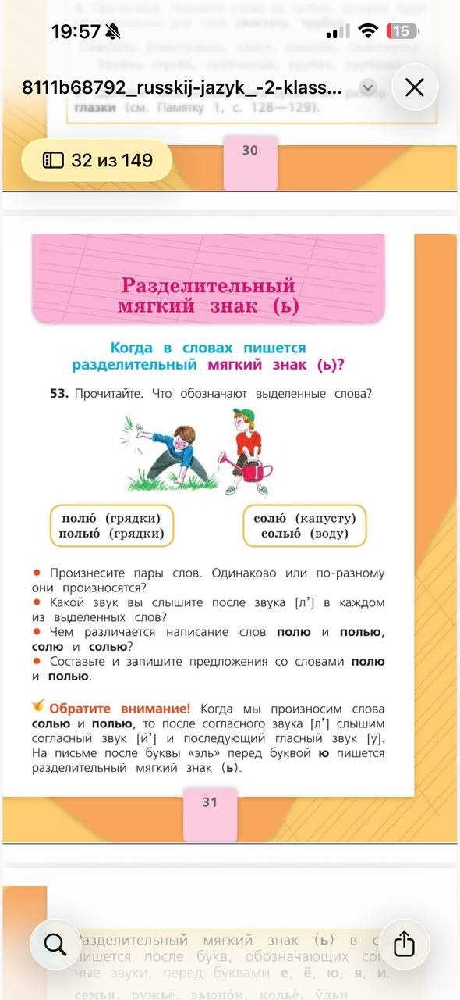 19:57
15
8111b68792_russkij-jazyk_-2-klass...
глазки (см. Памятку 1, с. 128—129).
32 из 149
30
Разделительный
мягкий знак (ь)
Когда в словах пишется
разделительный мягкий знак (ь)?
53. Прочитайте. Что обозначают выделенные слова?
полю́ (грядки)
полью́ (грядки)
солю́ (капусту)
солью́ (воду)
• Произнесите пары слов. Одинаково или по-разному
они произносятся?
• Какой звук вы слышите после звука [л’] в каждом
из выделенных слов?
• Чем различается написание слов полю и полью,
солю и солью?
• Составьте и запишите предложения со словами полю
и полью.
Обратите внимание! Когда мы произносим слова
солью и полью, то после согласного звука [л’] слышим
согласный звук [й’] и последующий гласный звук [у].
На письме после буквы «эль» перед буквой ю пишется
разделительный мягкий знак (ь).
31
Разделительный мягкий знак (ь) в
пишется после букв, обозначающих
ные звуки, перед буквами е, ё, ю, я, и.
семья, ружьё, вьюно́к, колье́, у́льи